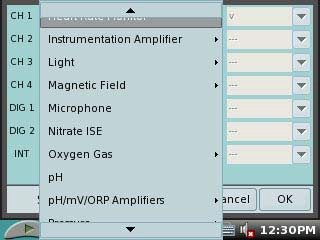 CH 1 Heart Rate Monitor v
CH 2 Instrumentation Amplifier ---
CH 3 Light ---
CH 4 Magnetic Field ---
DIG 1 Microphone ---
DIG 2 Nitrate ISE ---
INT Oxygen Gas ---
pH
pH/mV/ORP Amplifiers ancel OK
Pressure
12:30PM